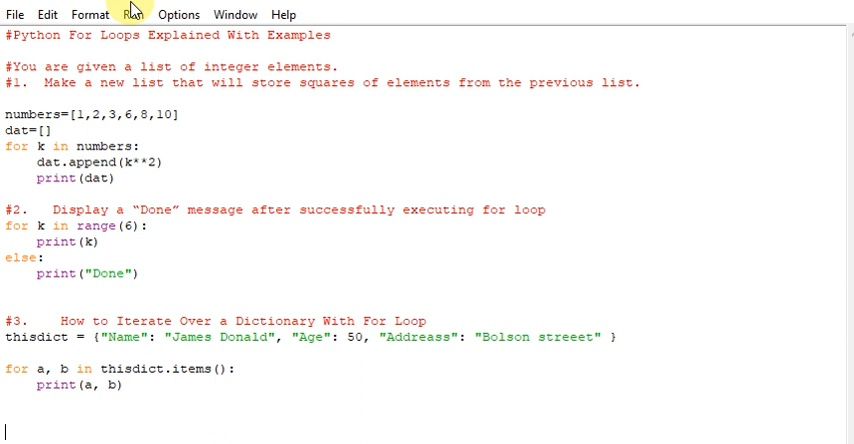 File Edit Format Run Options Window Help
#Python For Loops Explained With Examples
#You are given a list of integer elements.
#1.  Make a new list that will store squares of elements from the previous list.
numbers=[1,2,3,6,8,10]
dat=[]
for k in numbers:
    dat.append(k**2)
    print(dat)
#2.   Display a “Done” message after successfully executing for loop
for k in range(6):
    print(k)
else:
    print("Done")
#3.    How to Iterate Over a Dictionary With For Loop
thisdict = {"Name": "James Donald", "Age": 50, "Addreass": "Bolson streeet" }
for a, b in thisdict.items():
    print(a, b)